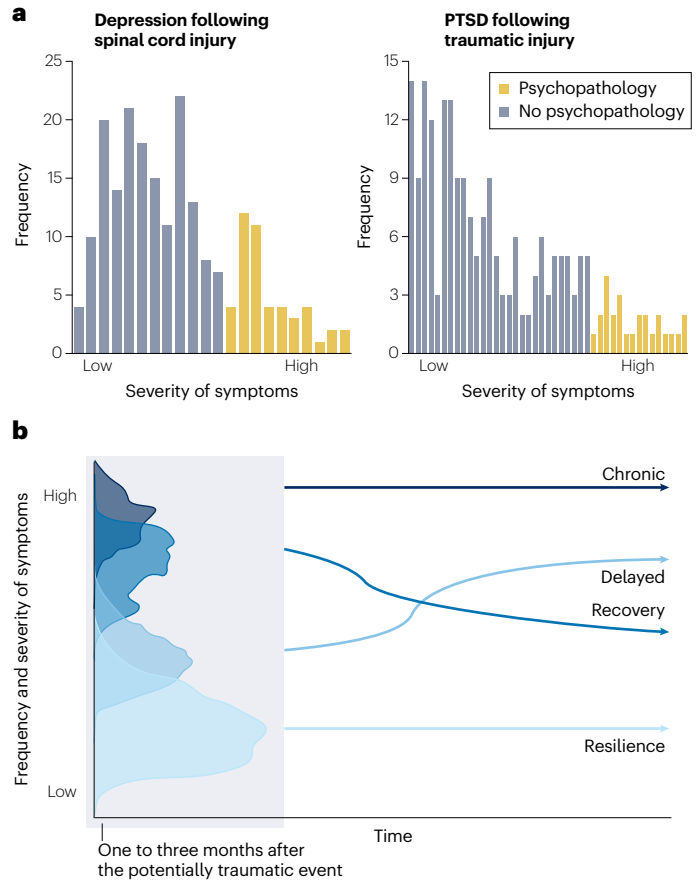 a
Depression following
spinal cord injury
25
20
15
10
5
0
Frequency
Low
High
Severity of symptoms
PTSD following
traumatic injury
15
12
9
6
3
0
Frequency
Psychopathology
No psychopathology
Low
High
Severity of symptoms
b
Frequency and severity of symptoms
High
Low
Chronic
Delayed
Recovery
Resilience
Time
One to three months after
the potentially traumatic event